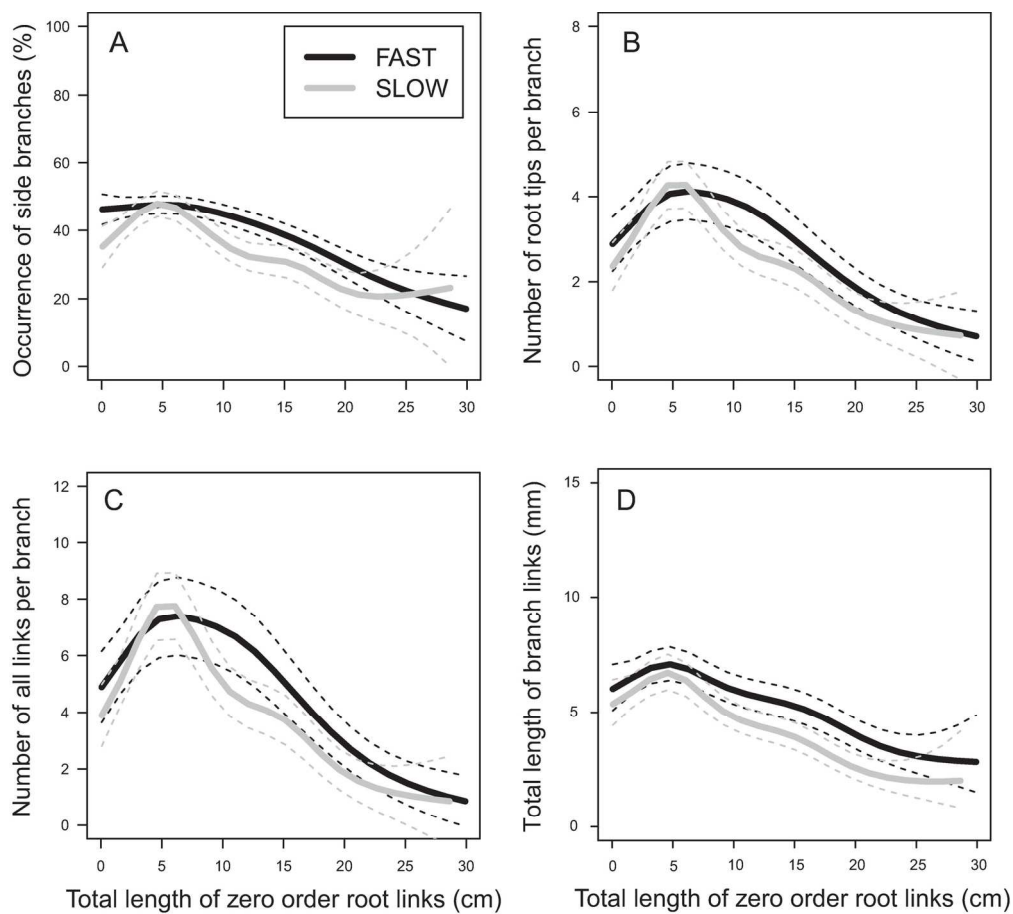 A
FAST
SLOW
Occurrence of side branches (%)
100
80
60
40
20
0
0 5 10 15 20 25 30
B
Number of root tips per branch
8
6
4
2
0
0 5 10 15 20 25 30
C
Number of all links per branch
12
10
8
6
4
2
0
0 5 10 15 20 25 30
Total length of zero order root links (cm)
D
Total length of branch links (mm)
15
10
5
0
0 5 10 15 20 25 30
Total length of zero order root links (cm)